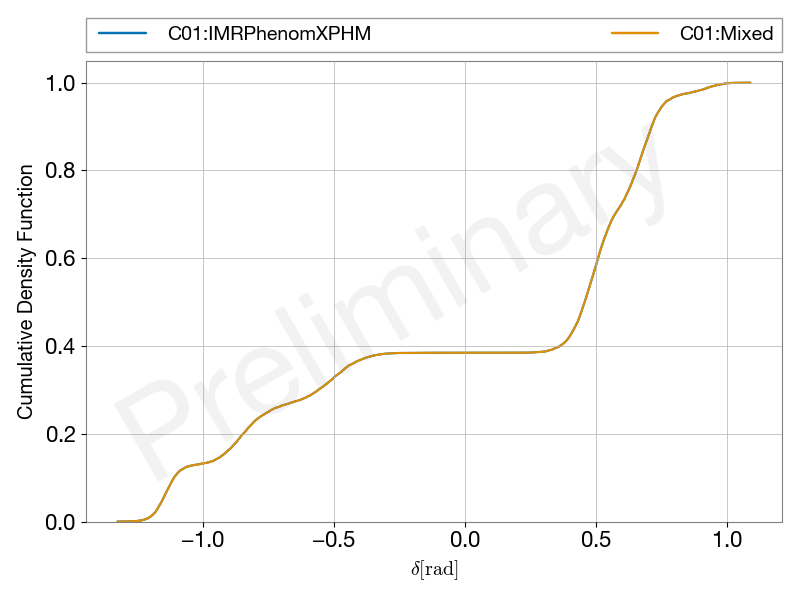 C01:IMRPhenomXPHM C01:Mixed
1.0
0.8
0.6
0.4
0.2
0.0
Cumulative Density Function
Preliminary
−1.0 −0.5 0.0 0.5 1.0
δ[rad]